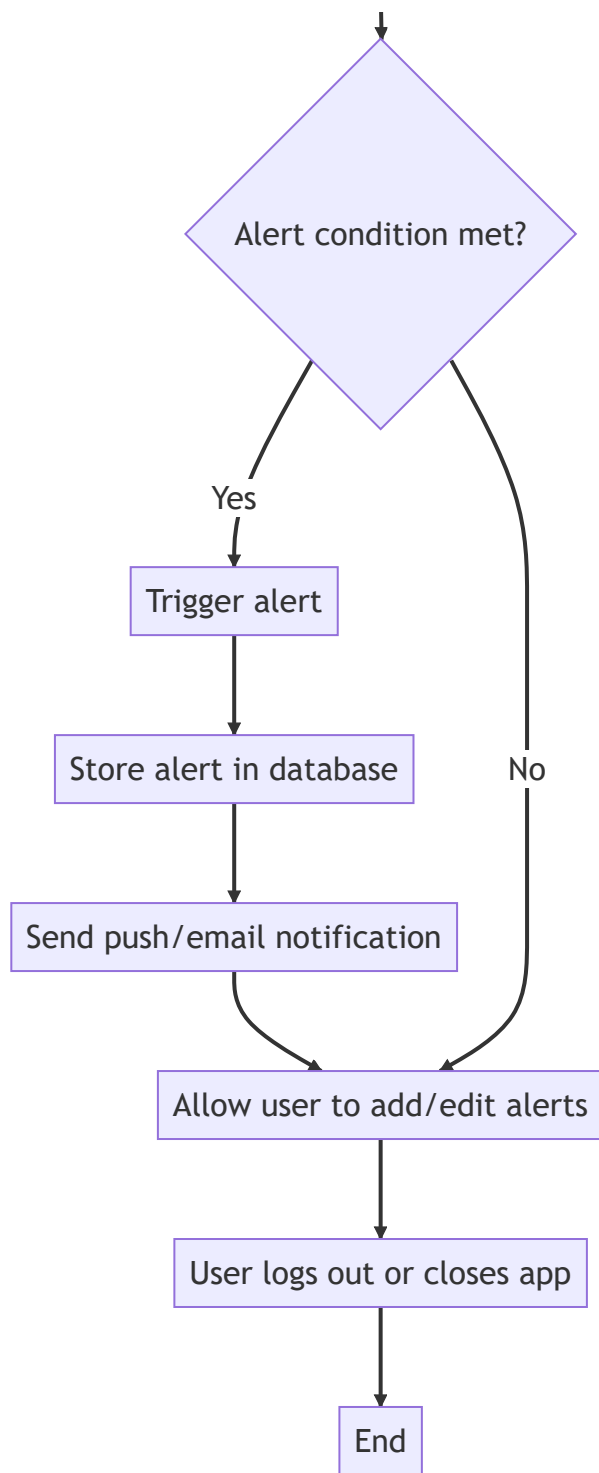 Alert condition met?
Yes
Trigger alert
Store alert in database
No
Send push/email notification
Allow user to add/edit alerts
User logs out or closes app
End